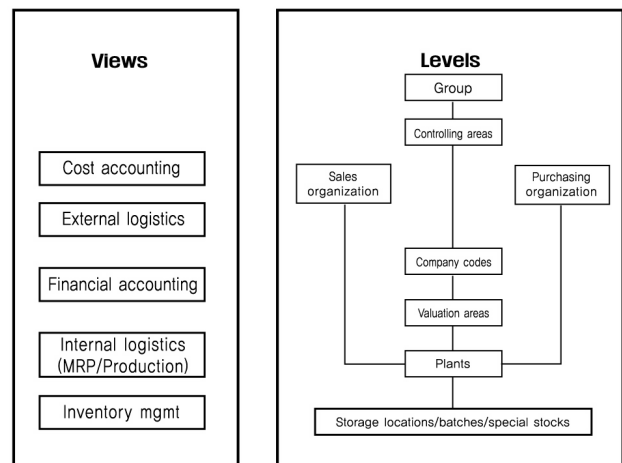 Views
Cost accounting
External logistics
Financial accounting
Internal logistics
(MRP/Production)
Inventory mgmt
Levels
Group
Controlling areas
Sales
organization
Purchasing
organization
Company codes
Valuation areas
Plants
Storage locations/batches/special stocks